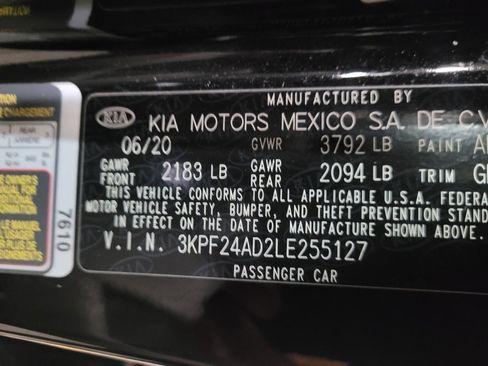 MANUFACTURED BY
KIA KIA MOTORS MEXICO S.A. DE C.V
06/20 GVWR 3792 LB PAINT
GAWR FRONT 2183 LB GAWR REAR 2094 LB TRIM
THIS VEHICLE CONFORMS TO ALL APPLICABLE U.S.A. FEDERA
MOTOR VEHICLE SAFETY, BUMPER, AND THEFT PREVENTION STAND
IN EFFECT ON THE DATE OF MANUFACTURE SHOWN ABOVE.
V.I.N. 3KPF24AD2LE255127
PASSENGER CAR
REAR
7610